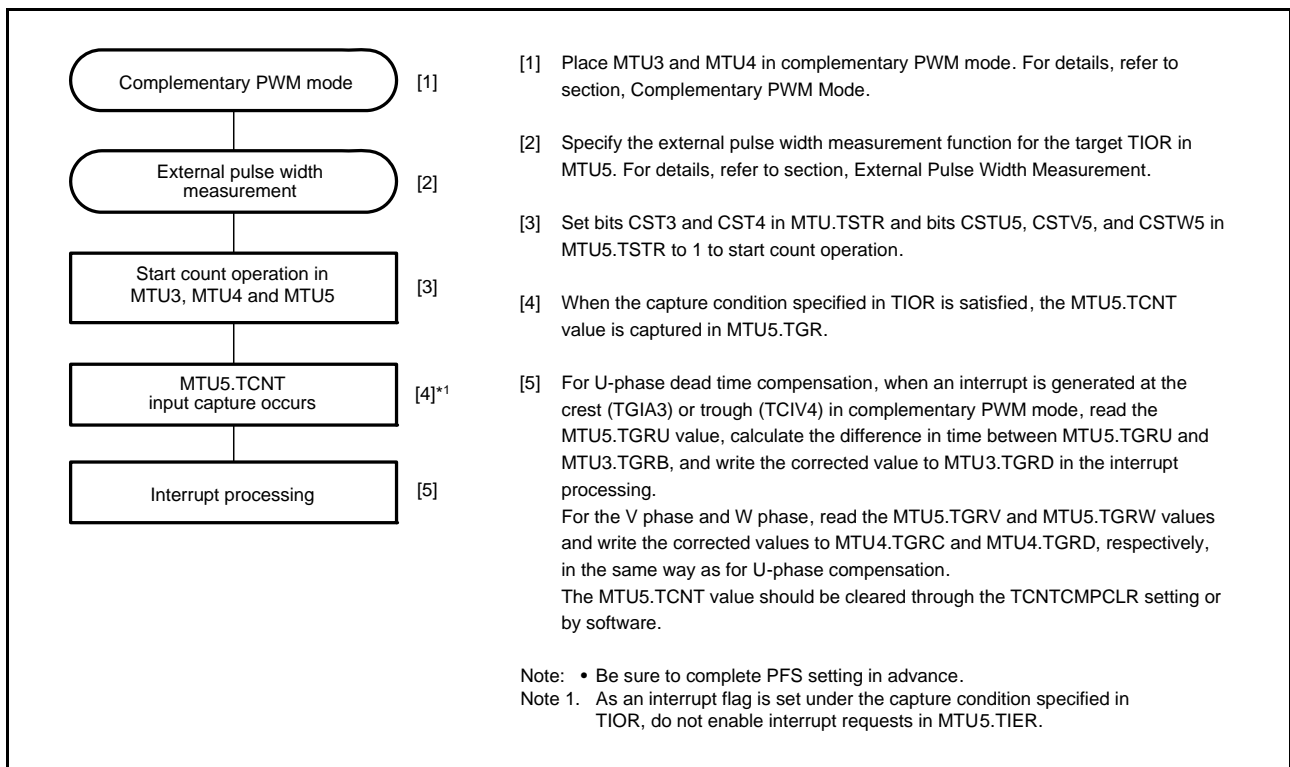 Complementary PWM mode
[1]
External pulse width
measurement
[2]
Start count operation in
MTU3, MTU4 and MTU5
[3]
MTU5.TCNT
input capture occurs
[4]*1
Interrupt processing
[5]
[1] Place MTU3 and MTU4 in complementary PWM mode. For details, refer to
section, Complementary PWM Mode.
[2] Specify the external pulse width measurement function for the target TIOR in
MTU5. For details, refer to section, External Pulse Width Measurement.
[3] Set bits CST3 and CST4 in MTU.TSTR and bits CSTU5, CSTV5, and CSTW5 in
MTU5.TSTR to 1 to start count operation.
[4] When the capture condition specified in TIOR is satisfied, the MTU5.TCNT
value is captured in MTU5.TGR.
[5] For U-phase dead time compensation, when an interrupt is generated at the
crest (TGIA3) or trough (TCIV4) in complementary PWM mode, read the
MTU5.TGRU value, calculate the difference in time between MTU5.TGRU and
MTU3.TGRB, and write the corrected value to MTU3.TGRD in the interrupt
processing.
For the V phase and W phase, read the MTU5.TGRV and MTU5.TGRW values
and write the corrected values to MTU4.TGRC and MTU4.TGRD, respectively,
in the same way as for U-phase compensation.
The MTU5.TCNT value should be cleared through the TCNTCMPCLR setting or
by software.
Note: • Be sure to complete PFS setting in advance.
Note 1. As an interrupt flag is set under the capture condition specified in
TIOR, do not enable interrupt requests in MTU5.TIER.